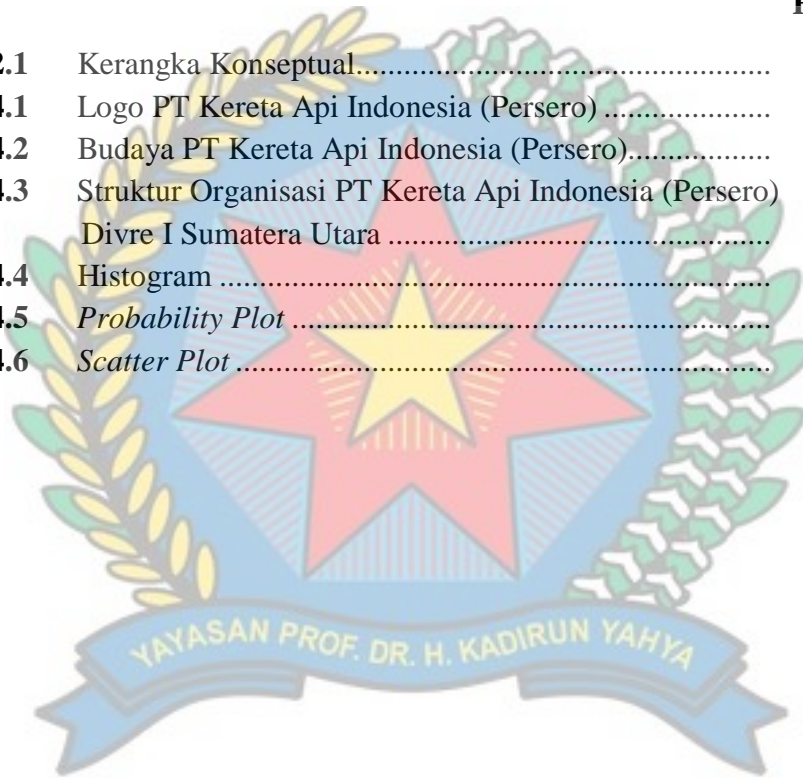 2.1 Kerangka Konseptual....................................................
4.1 Logo PT Kereta Api Indonesia (Persero) .....................
4.2 Budaya PT Kereta Api Indonesia (Persero)..................
4.3 Struktur Organisasi PT Kereta Api Indonesia (Persero)
Divre I Sumatera Utara ................................................
4.4 Histogram .....................................................................
4.5 Probability Plot ............................................................
4.6 Scatter Plot ...................................................................
YAYASAN PROF. DR. H. KADIRUN YAHYA